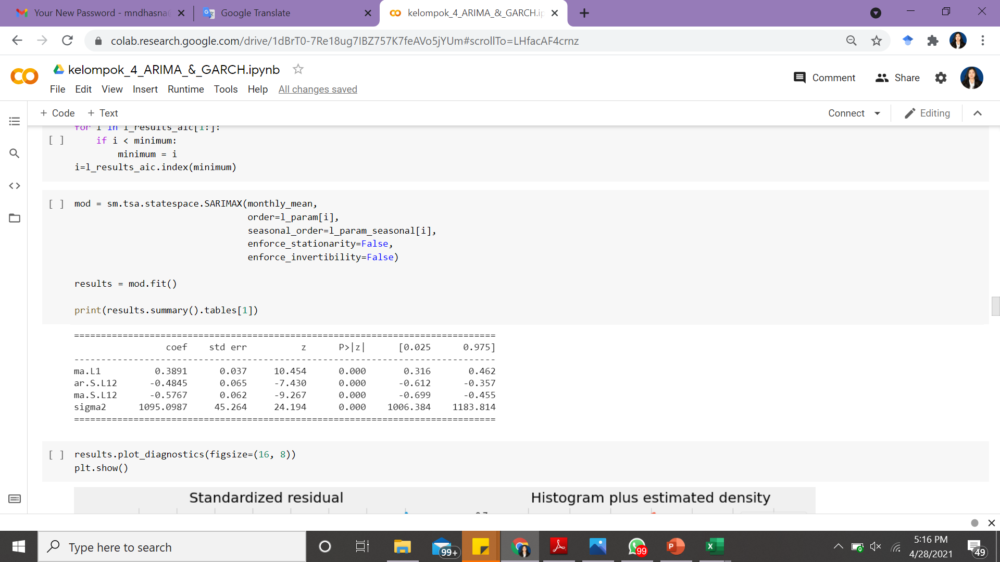 Your New Password - mndhasna
Google Translate
kelompok_4_ARIMA_&_GARCH.ip
colab.research.google.com/drive/1dBrT0-7Re18ug7IBZ757K7feAVo5jYUm#scrollTo=LHfacAF4crnz
kelompok_4_ARIMA_&_GARCH.ipynb
Comment
Share
File Edit View Insert Runtime Tools Help All changes saved
+ Code + Text
Connect
Editing
for i in l_results_aic[1:]:
[ ] if i < minimum:
minimum = i
i=l_results_aic.index(minimum)
[ ] mod = sm.tsa.statespace.SARIMAX(monthly_mean,
order=l_param[i],
seasonal_order=l_param_seasonal[i],
enforce_stationarity=False,
enforce_invertibility=False)
results = mod.fit()
print(results.summary().tables[1])
==============================================================================
coef std err z P>|z| [0.025 0.975]
------------------------------------------------------------------------------
ma.L1 0.3891 0.037 10.454 0.000 0.316 0.462
ar.S.L12 -0.4845 0.065 -7.430 0.000 -0.612 -0.357
ma.S.L12 -0.5767 0.062 -9.267 0.000 -0.699 -0.455
sigma2 1095.0987 45.264 24.194 0.000 1006.384 1183.814
==============================================================================
[ ] results.plot_diagnostics(figsize=(16, 8))
plt.show()
Standardized residual
Histogram plus estimated density
Type here to search
99+
99
5:16 PM
4/28/2021
49